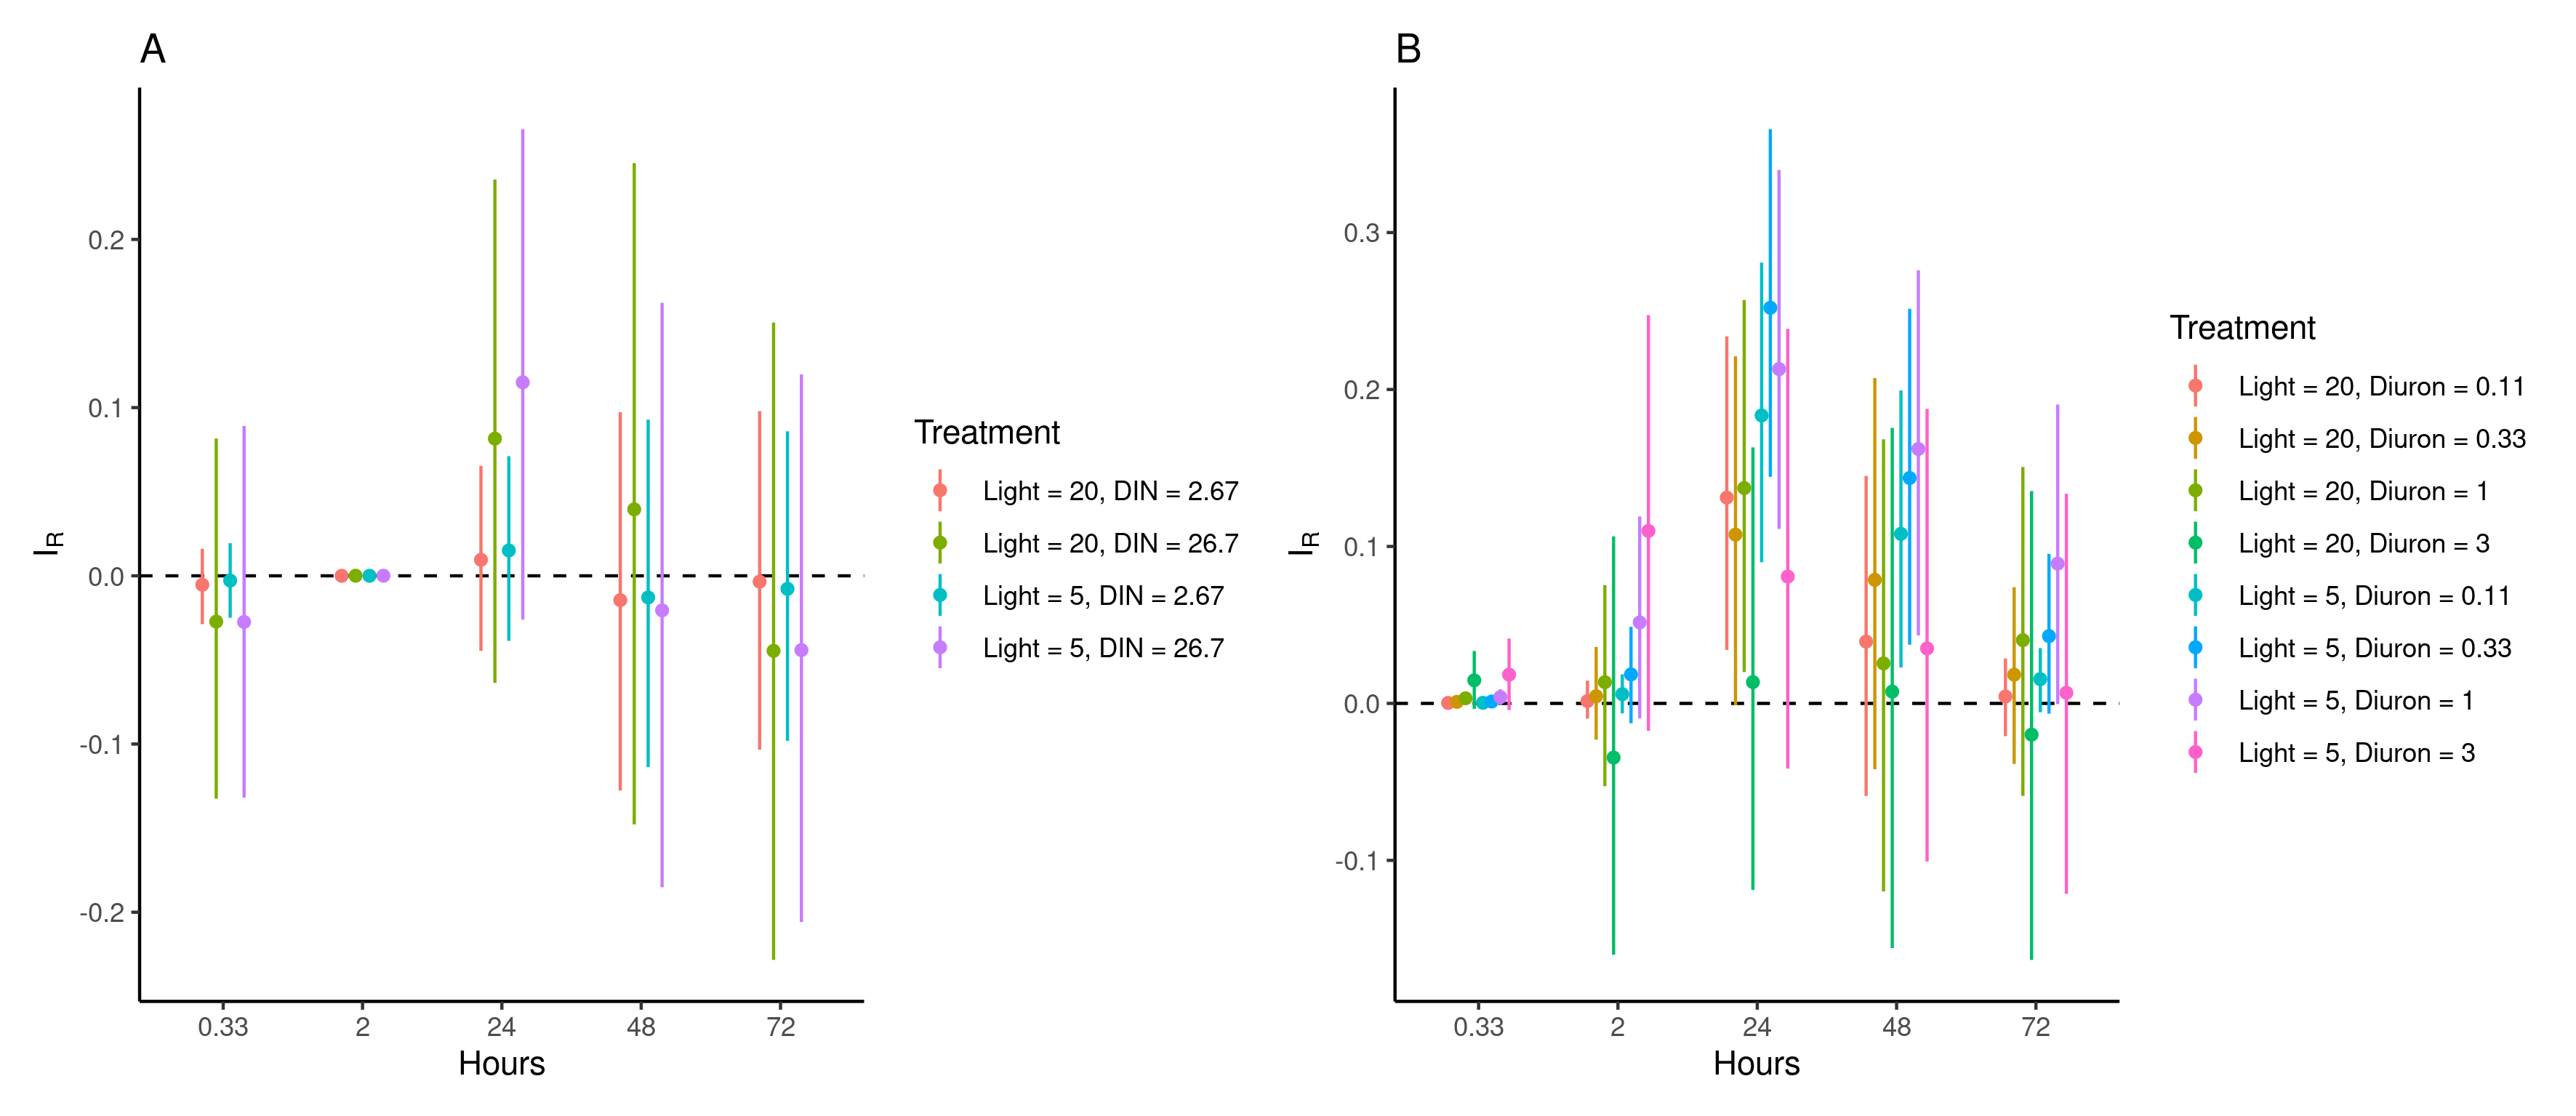 A
I_R
0.2
0.1
0.0
-0.1
-0.2
0.33 2 24 48 72
Hours
Treatment
Light = 20, DIN = 2.67
Light = 20, DIN = 26.7
Light = 5, DIN = 2.67
Light = 5, DIN = 26.7
B
I_R
0.3
0.2
0.1
0.0
-0.1
0.33 2 24 48 72
Hours
Treatment
Light = 20, Diuron = 0.11
Light = 20, Diuron = 0.33
Light = 20, Diuron = 1
Light = 20, Diuron = 3
Light = 5, Diuron = 0.11
Light = 5, Diuron = 0.33
Light = 5, Diuron = 1
Light = 5, Diuron = 3